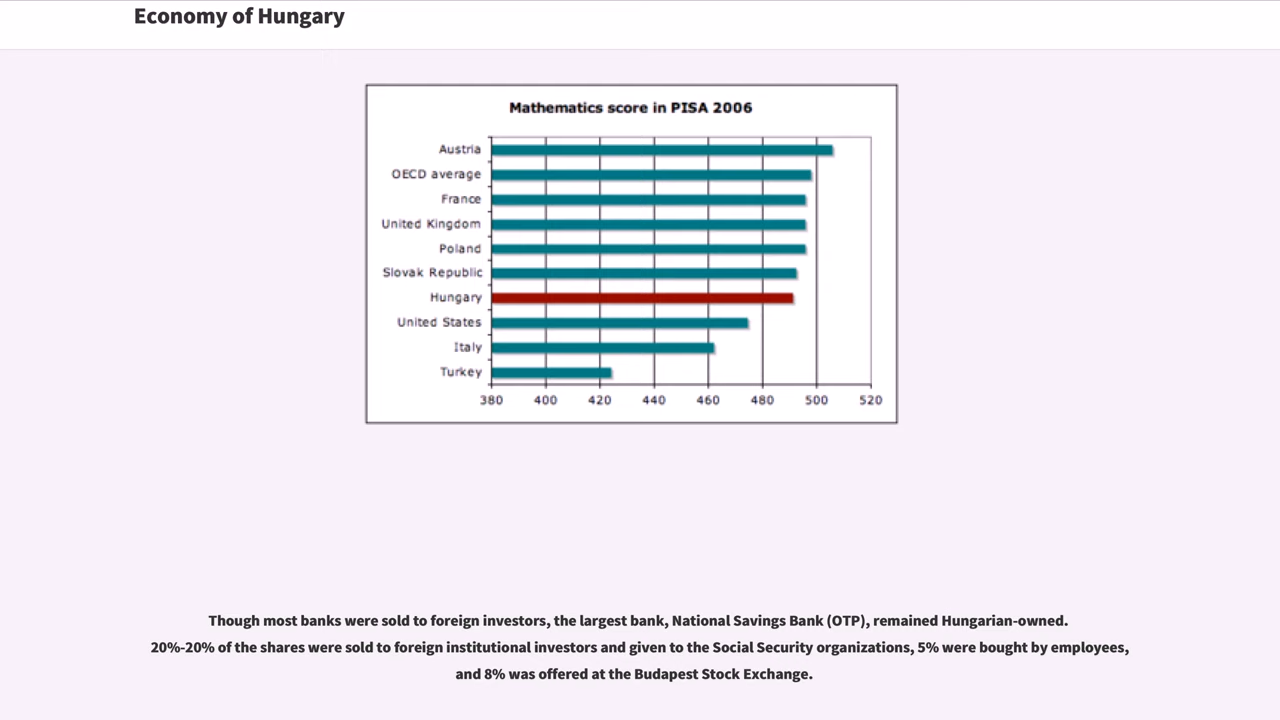 Economy of Hungary
Mathematics score in PISA 2006
Austria
OECD average
France
United Kingdom
Poland
Slovak Republic
Hungary
United States
Italy
Turkey
380 400 420 440 460 480 500 520
Though most banks were sold to foreign investors, the largest bank, National Savings Bank (OTP), remained Hungarian-owned.
20%-20% of the shares were sold to foreign institutional investors and given to the Social Security organizations, 5% were bought by employees,
and 8% was offered at the Budapest Stock Exchange.